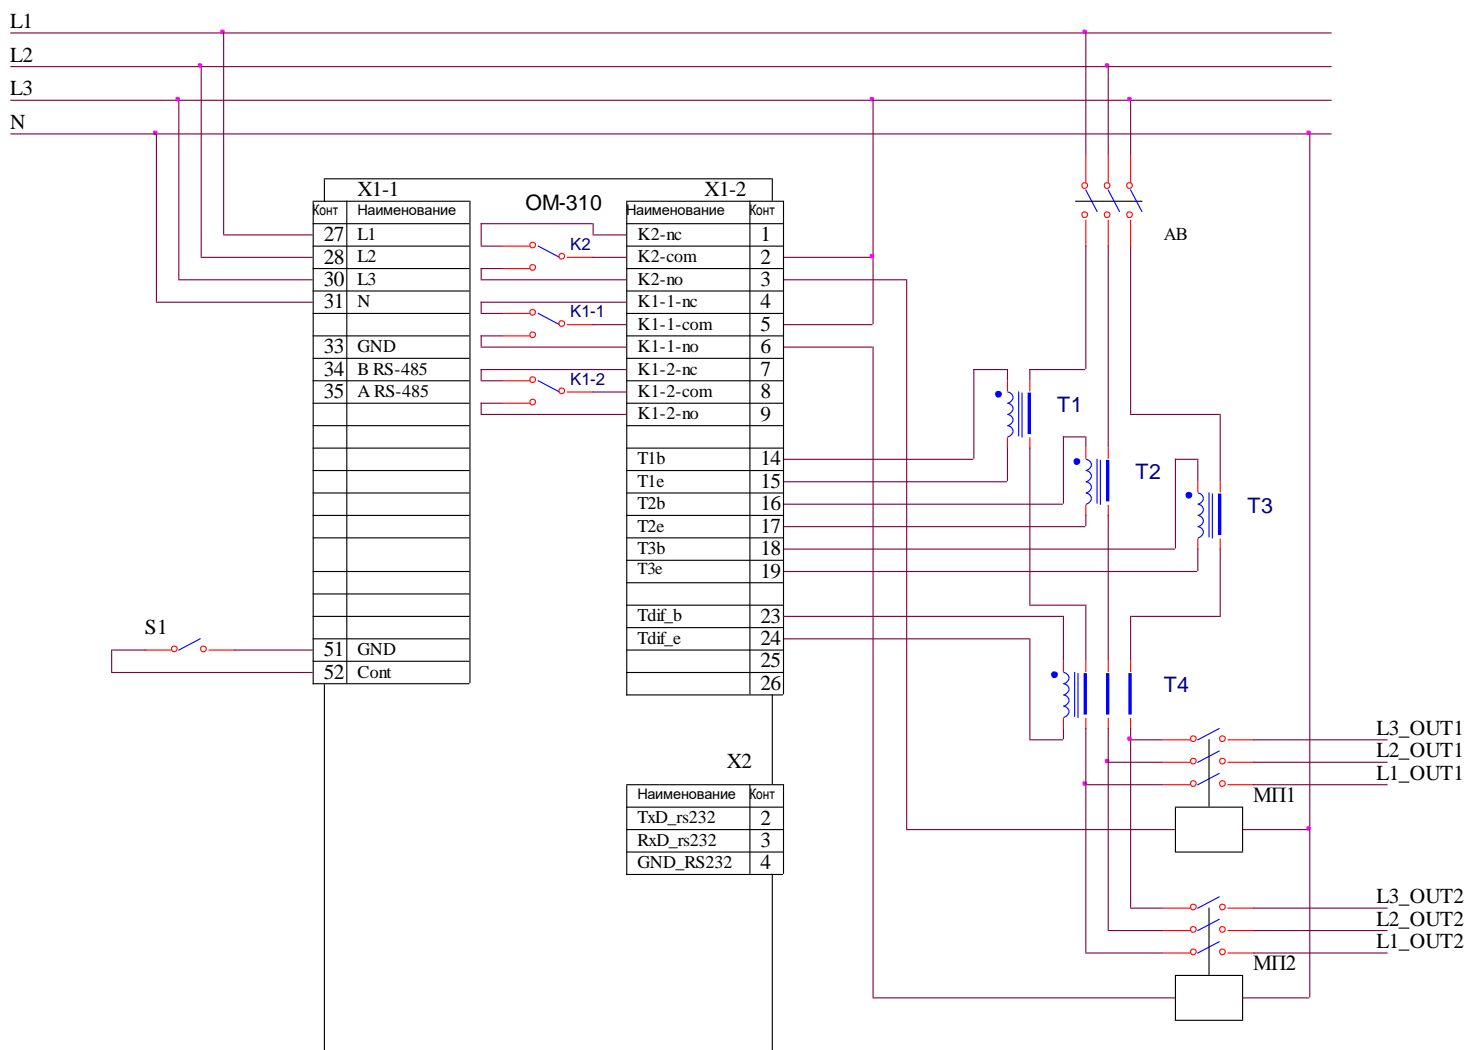 L1
L2
L3
N
X1-1
Конт Наименование
27 L1
28 L2
30 L3
31 N
33 GND
34 B RS-485
35 A RS-485
51 GND
52 Cont
S1
OM-310
K2
K1-1
K1-2
X1-2
Наименование Конт
K2-nc 1
K2-com 2
K2-no 3
K1-1-nc 4
K1-1-com 5
K1-1-no 6
K1-2-nc 7
K1-2-com 8
K1-2-no 9
T1b 14
T1e 15
T2b 16
T2e 17
T3b 18
T3e 19
Tdif_b 23
Tdif_e 24
25
26
X2
Наименование Конт
TxD_rs232 2
RxD_rs232 3
GND_RS232 4
АВ
T1
T2
T3
T4
L3_OUT1
L2_OUT1
L1_OUT1
МП1
L3_OUT2
L2_OUT2
L1_OUT2
МП2